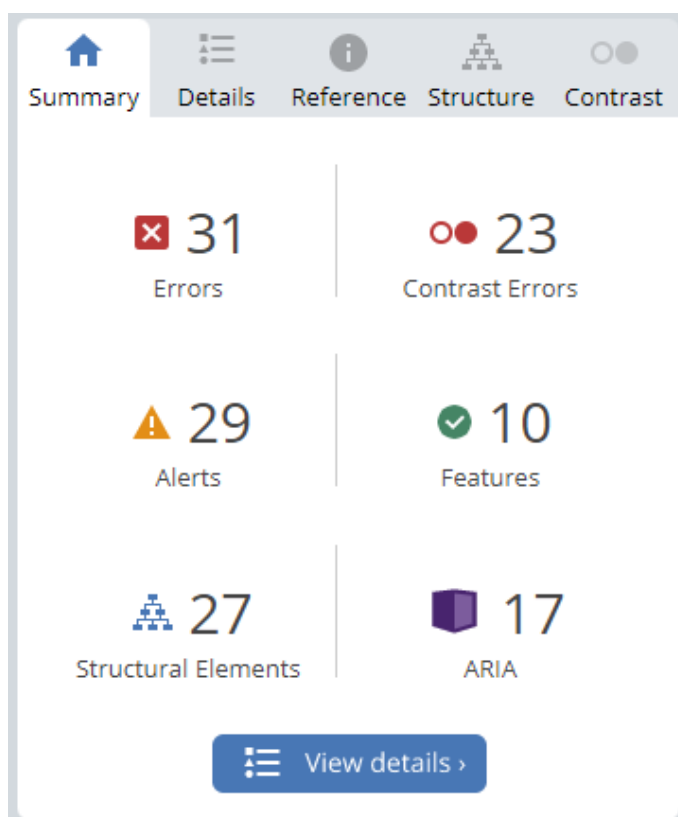 Summary Details Reference Structure Contrast
31 23
Errors Contrast Errors
29 10
Alerts Features
27 17
Structural Elements ARIA
View details ›